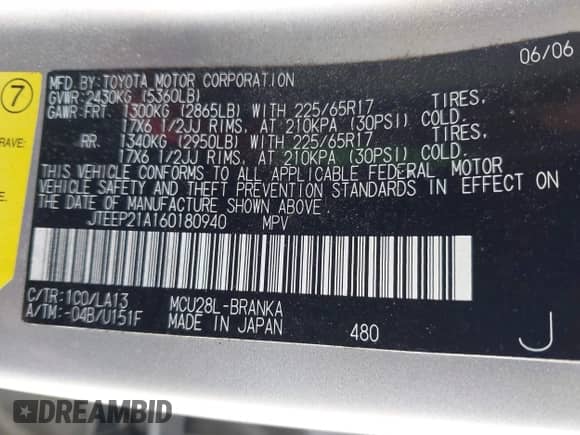 7
RAVE:
06/06
MFD. BY: TOYOTA MOTOR CORPORATION
GVWR: 2430KG (5360LB)
GAWR: FRT. 1300KG (2865LB) WITH 225/65R17 TIRES,
17X6 1/2JJ RIMS, AT 210KPA (30PSI) COLD.
RR. 1340KG (2950LB) WITH 225/65R17 TIRES,
17X6 1/2JJ RIMS, AT 210KPA (30PSI) COLD.
THIS VEHICLE CONFORMS TO ALL APPLICABLE FEDERAL MOTOR
VEHICLE SAFETY AND THEFT PREVENTION STANDARDS IN EFFECT ON
THE DATE OF MANUFACTURE SHOWN ABOVE.
JTEEP21A160180940 MPV
C/TR: 1C0/LA13 MCU28L-BRANKA
A/TM: -04B/U151F MADE IN JAPAN 480 J
DREAMBID